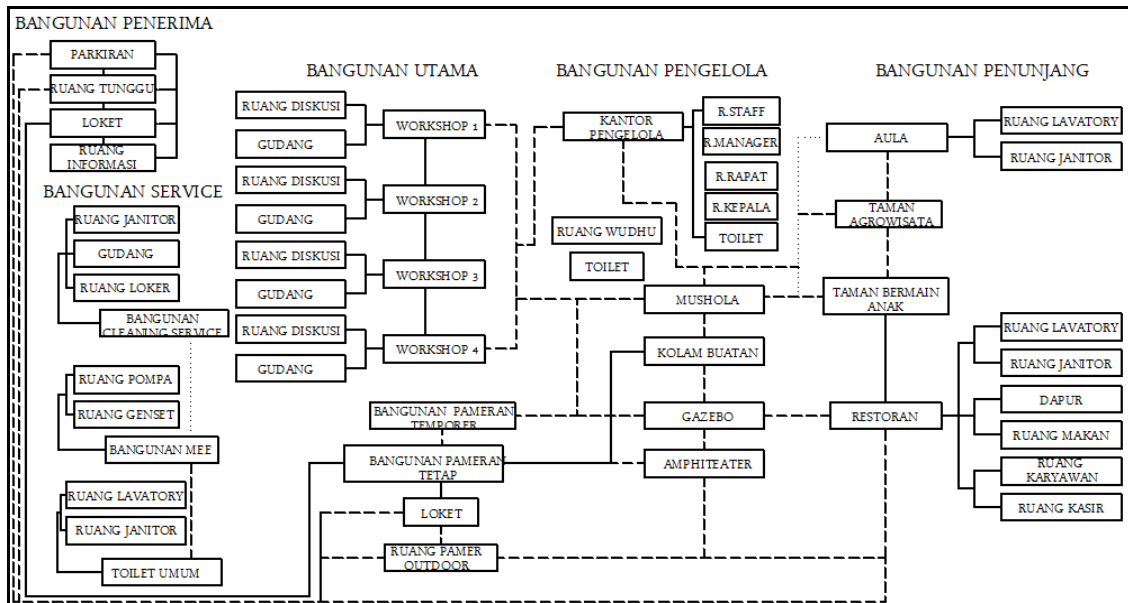 BANGUNAN PENERIMA
PARKIRAN
RUANG TUNGGU
LOKET
RUANG
INFORMASI
BANGUNAN SERVICE
RUANG JANITOR
GUDANG
RUANG LOKER
BANGUNAN
CLEANING SERVICE
RUANG POMPA
RUANG GENSET
BANGUNAN MEE
RUANG LAVATORY
RUANG JANITOR
TOILET UMUM
BANGUNAN UTAMA
RUANG DISKUSI
GUDANG
WORKSHOP 1
RUANG DISKUSI
GUDANG
WORKSHOP 2
RUANG DISKUSI
GUDANG
WORKSHOP 3
RUANG DISKUSI
GUDANG
WORKSHOP 4
BANGUNAN PAMERAN
TEMPORER
BANGUNAN PAMERAN
TETAP
LOKET
RUANG PAMER
OUTDOOR
BANGUNAN PENGELOLA
KANTOR
PENGELOLA
R.STAFF
R.MANAGER
R.RAPAT
R.KEPALA
TOILET
RUANG WUDHU
TOILET
MUSHOLA
KOLAM BUATAN
GAZEBO
AMPHITEATER
BANGUNAN PENUNJANG
AULA
RUANG LAVATORY
RUANG JANITOR
TAMAN
AGROWISATA
TAMAN BERMAIN
ANAK
RESTORAN
RUANG LAVATORY
RUANG JANITOR
DAPUR
RUANG MAKAN
RUANG
KARYAWAN
RUANG KASIR